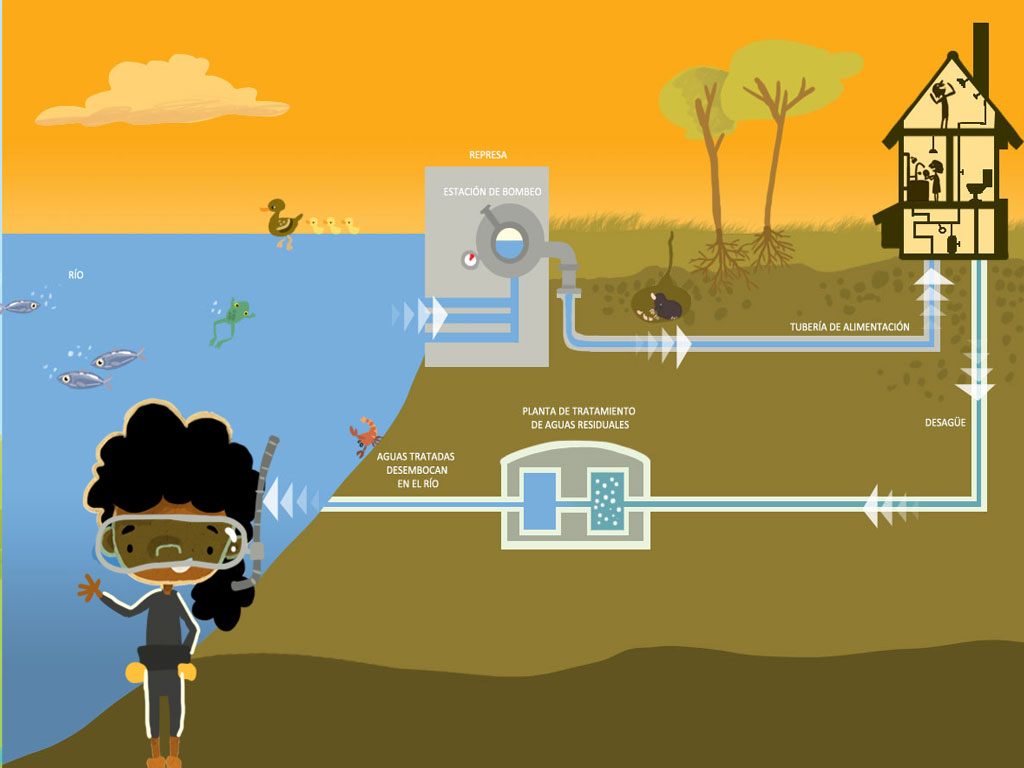 REPRESA
ESTACIÓN DE BOMBEO
RÍO
TUBERÍA DE ALIMENTACIÓN
PLANTA DE TRATAMIENTO
DE AGUAS RESIDUALES
DESAGÜE
AGUAS TRATADAS
DESEMBOCAN
EN EL RÍO